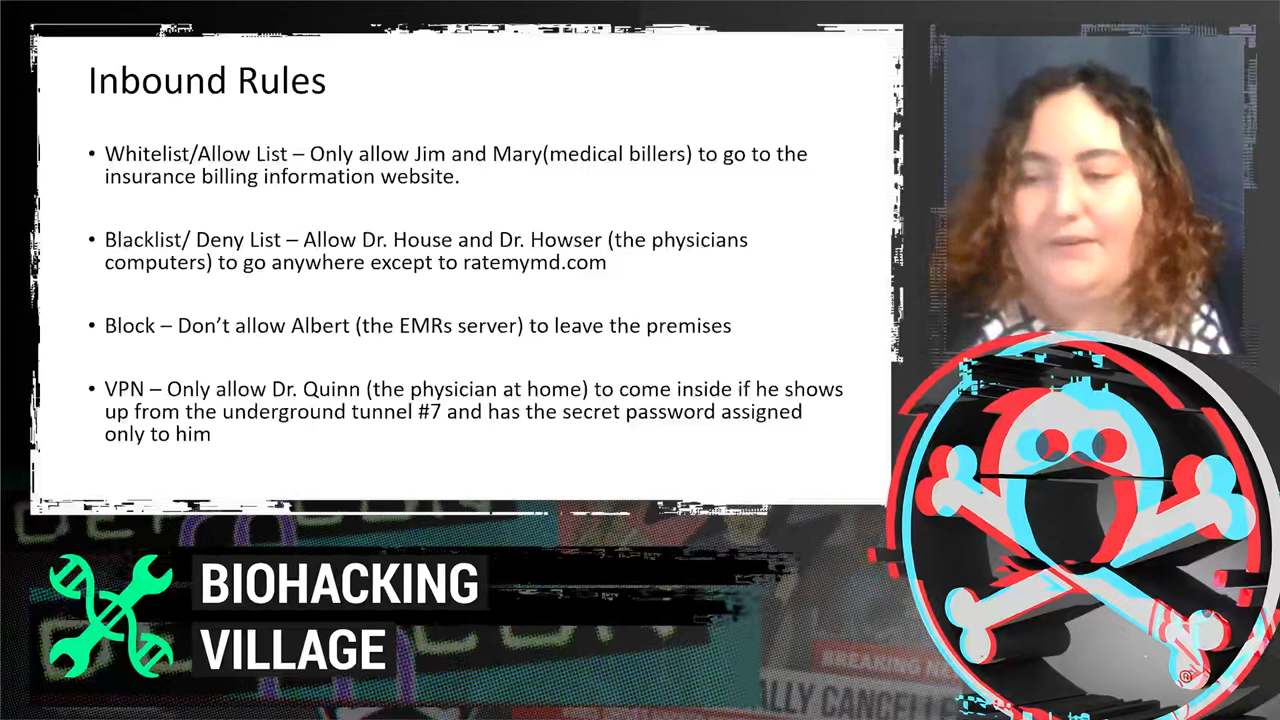 Inbound Rules
• Whitelist/Allow List – Only allow Jim and Mary(medical billers) to go to the
insurance billing information website.
• Blacklist/ Deny List – Allow Dr. House and Dr. Howser (the physicians
computers) to go anywhere except to ratemymd.com
• Block – Don’t allow Albert (the EMRs server) to leave the premises
• VPN – Only allow Dr. Quinn (the physician at home) to come inside if he shows
up from the underground tunnel #7 and has the secret password assigned
only to him
BIOHACKING
VILLAGE
BREAKING
ALLY CANCELLE
®